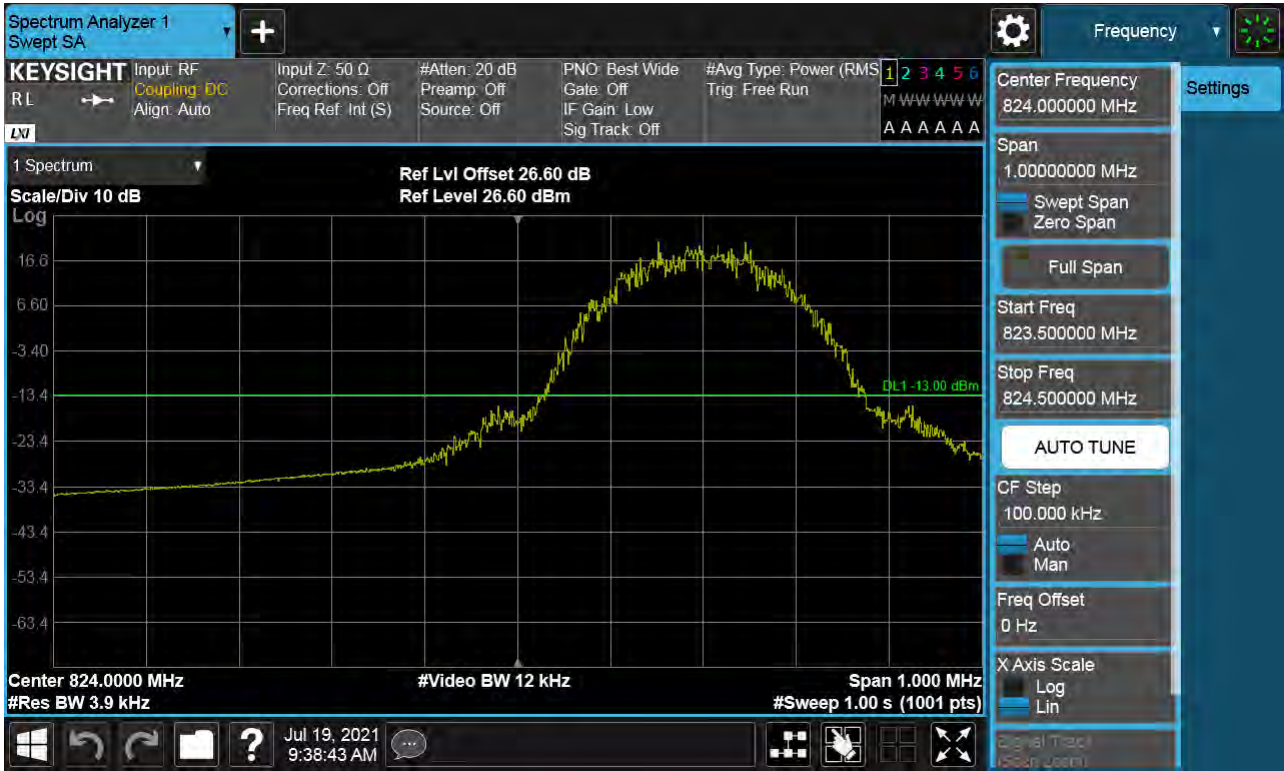 Spectrum Analyzer 1
Swept SA
Frequency
KEYSIGHT
R L
LXI
Input: RF
Coupling: DC
Align: Auto
Input Z: 50 Ω
Corrections: Off
Freq Ref: Int (S)
#Atten: 20 dB
Preamp: Off
Source: Off
PNO: Best Wide
Gate: Off
IF Gain: Low
Sig Track: Off
#Avg Type: Power (RMS
Trig: Free Run
1 2 3 4 5 6
M W W W W W
A A A A A A
1 Spectrum
Scale/Div 10 dB
Ref Lvl Offset 26.60 dB
Ref Level 26.60 dBm
Log
16.6
6.60
-3.40
-13.4
-23.4
-33.4
-43.4
-53.4
-63.4
DL1 -13.00 dBm
Center 824.0000 MHz
#Res BW 3.9 kHz
#Video BW 12 kHz
Span 1.000 MHz
#Sweep 1.00 s (1001 pts)
Center Frequency
824.000000 MHz
Settings
Span
1.00000000 MHz
Swept Span
Zero Span
Full Span
Start Freq
823.500000 MHz
Stop Freq
824.500000 MHz
AUTO TUNE
CF Step
100.000 kHz
Auto
Man
Freq Offset
0 Hz
X Axis Scale
Log
Lin
Signal Track
(Span Zoom)
?
Jul 19, 2021
9:38:43 AM